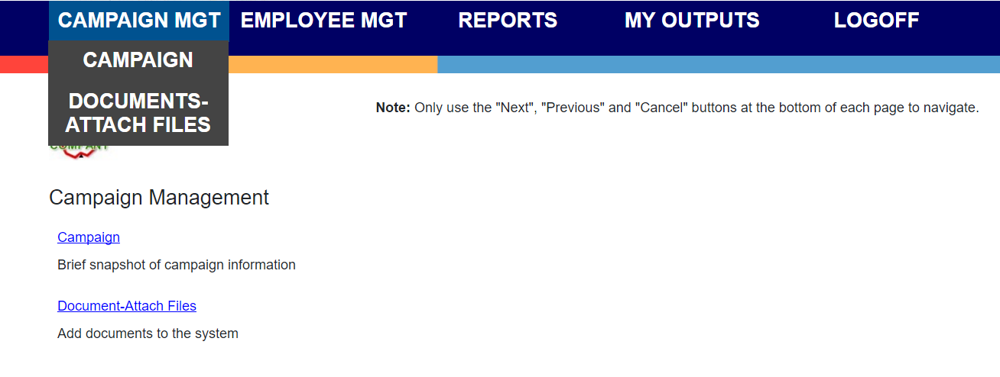 CAMPAIGN MGT EMPLOYEE MGT REPORTS MY OUTPUTS LOGOFF
CAMPAIGN
DOCUMENTS-
ATTACH FILES
Note: Only use the "Next", "Previous" and "Cancel" buttons at the bottom of each page to navigate.
COMPANY
Campaign Management
Campaign
Brief snapshot of campaign information
Document-Attach Files
Add documents to the system